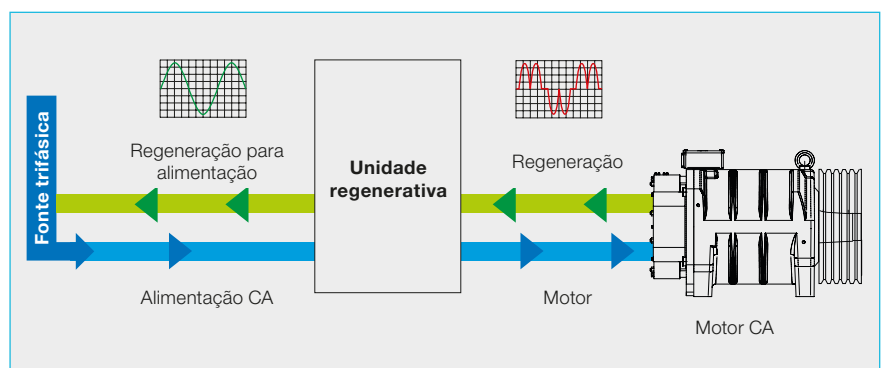 Fonte trifásica
Regeneração para
alimentação
Unidade
regenerativa
Regeneração
Alimentação CA
Motor
Motor CA